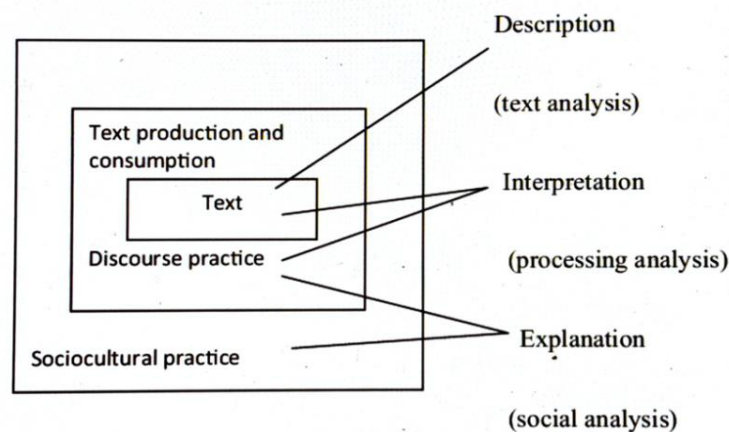 Description
(text analysis)
Text production and
consumption
Text
Interpretation
Discourse practice
(processing analysis)
Explanation
Sociocultural practice
(social analysis)